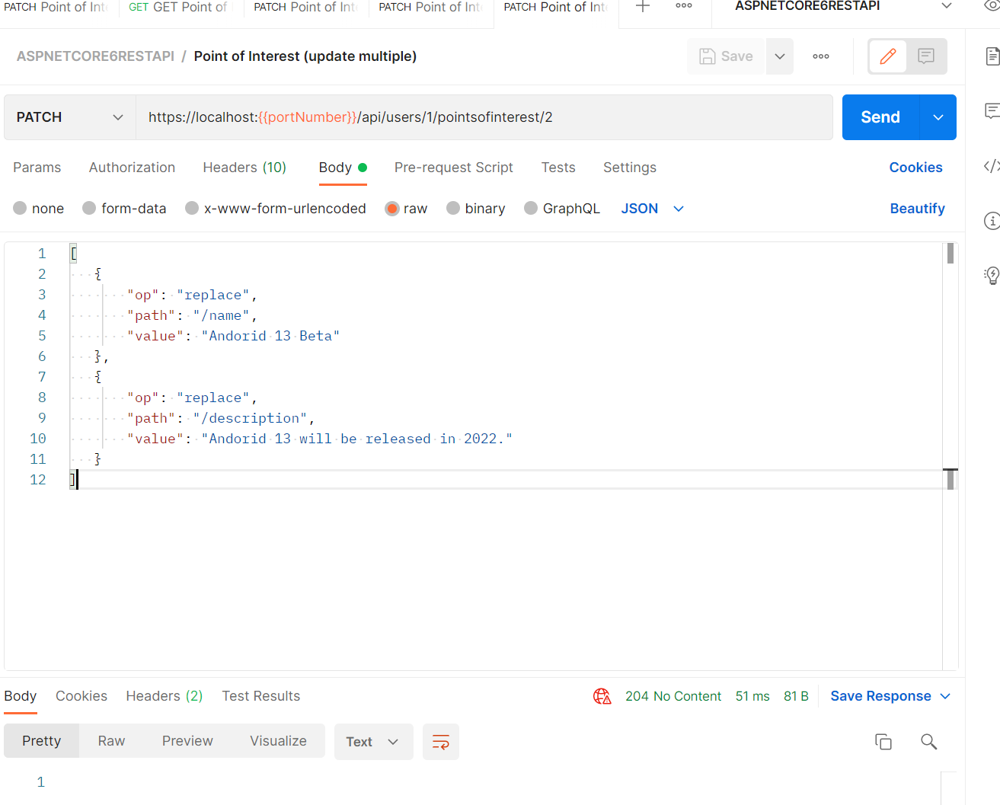 PATCH Point of Int GET GET Point of PATCH Point of Int PATCH Point of Int PATCH Point of Int ASPNETCORE6RESTAPI
ASPNETCORE6RESTAPI / Point of Interest (update multiple) Save
PATCH https://localhost:{{portNumber}}/api/users/1/pointsofinterest/2 Send
Params Authorization Headers (10) Body Pre-request Script Tests Settings Cookies
none form-data x-www-form-urlencoded raw binary GraphQL JSON Beautify
1 [
2 {
3 "op": "replace",
4 "path": "/name",
5 "value": "Andorid 13 Beta"
6 },
7 {
8 "op": "replace",
9 "path": "/description",
10 "value": "Andorid 13 will be released in 2022."
11 }
12 ]
Body Cookies Headers (2) Test Results 204 No Content 51 ms 81 B Save Response
Pretty Raw Preview Visualize Text
1